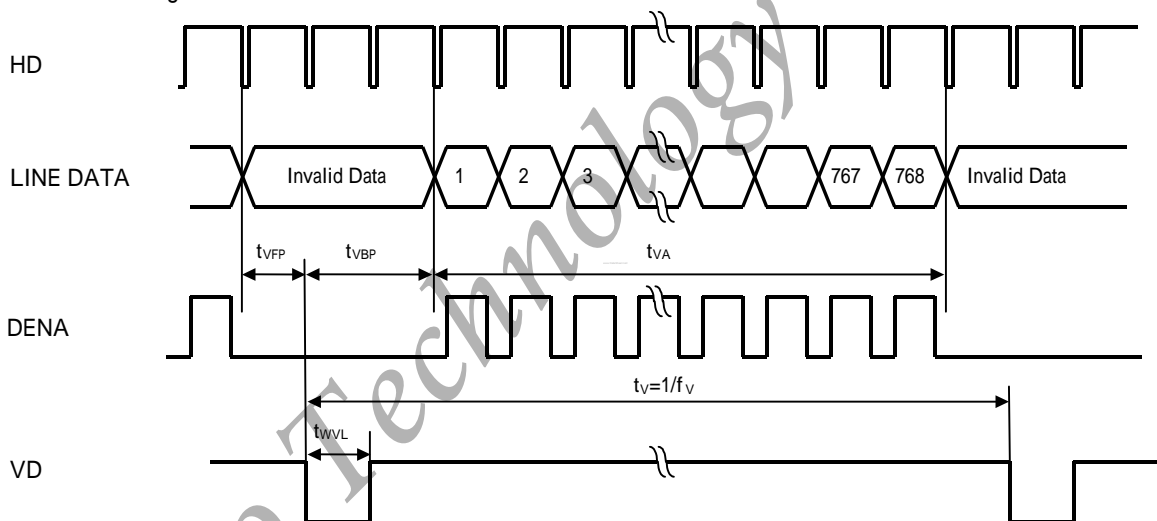 HD
LINE DATA
Invalid Data
1
2
3
767
768
Invalid Data
tVFP
tVBP
tVA
DENA
tV=1/fV
tWVL
VD
Technology